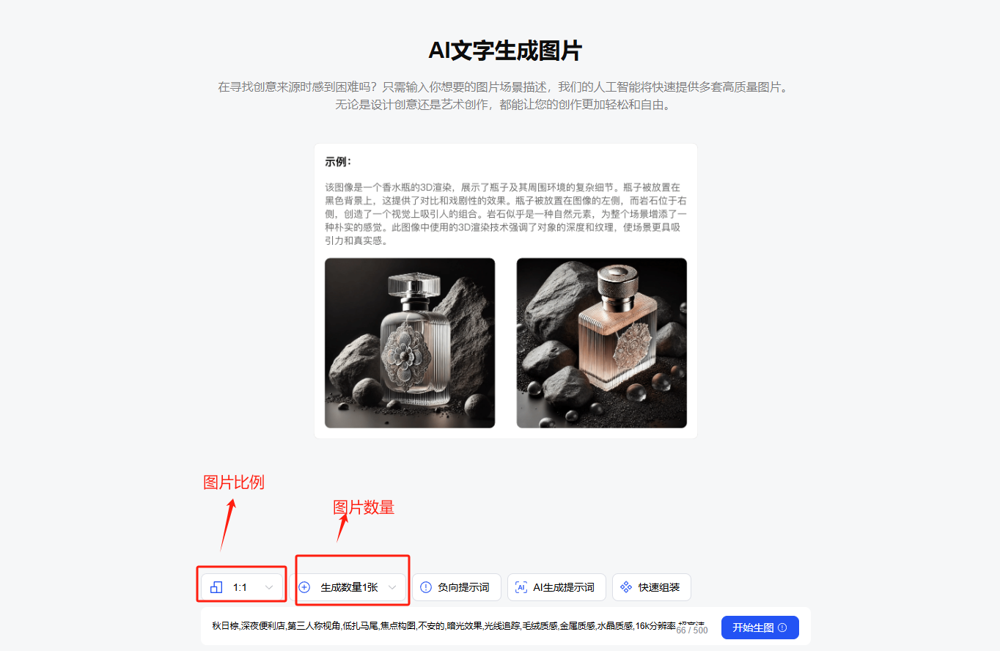 AI文字生成图片
在寻找创意来源时感到困难吗？只需输入你想要的图片场景描述，我们的人工智能将快速提供多套高质量图片。
无论是设计创意还是艺术创作，都能让您的创作更加轻松和自由。
示例：
该图像是一个香水瓶的3D渲染，展示了瓶子及其周围环境的复杂细节。瓶子被放置在
黑色背景上，这提供了对比和戏剧性的效果。瓶子被放置在图像的左侧，而岩石位于右
侧，创造了一个视觉上吸引人的组合。岩石似乎是一种自然元素，为整个场景增添了一
种朴实的感觉。此图像中使用的3D渲染技术强调了对象的深度和纹理，使场景更具吸
引力和真实感。
图片比例
图片数量
1:1
生成数量1张
负向提示词
AI生成提示词
快速组装
秋日棕,深夜便利店,第三人称视角,低扎马尾,焦点构图,不安的,暗光效果,光线追踪,毛绒质感,金属质感,水晶质感,16k分辨率,超高清
66 / 500
开始生图